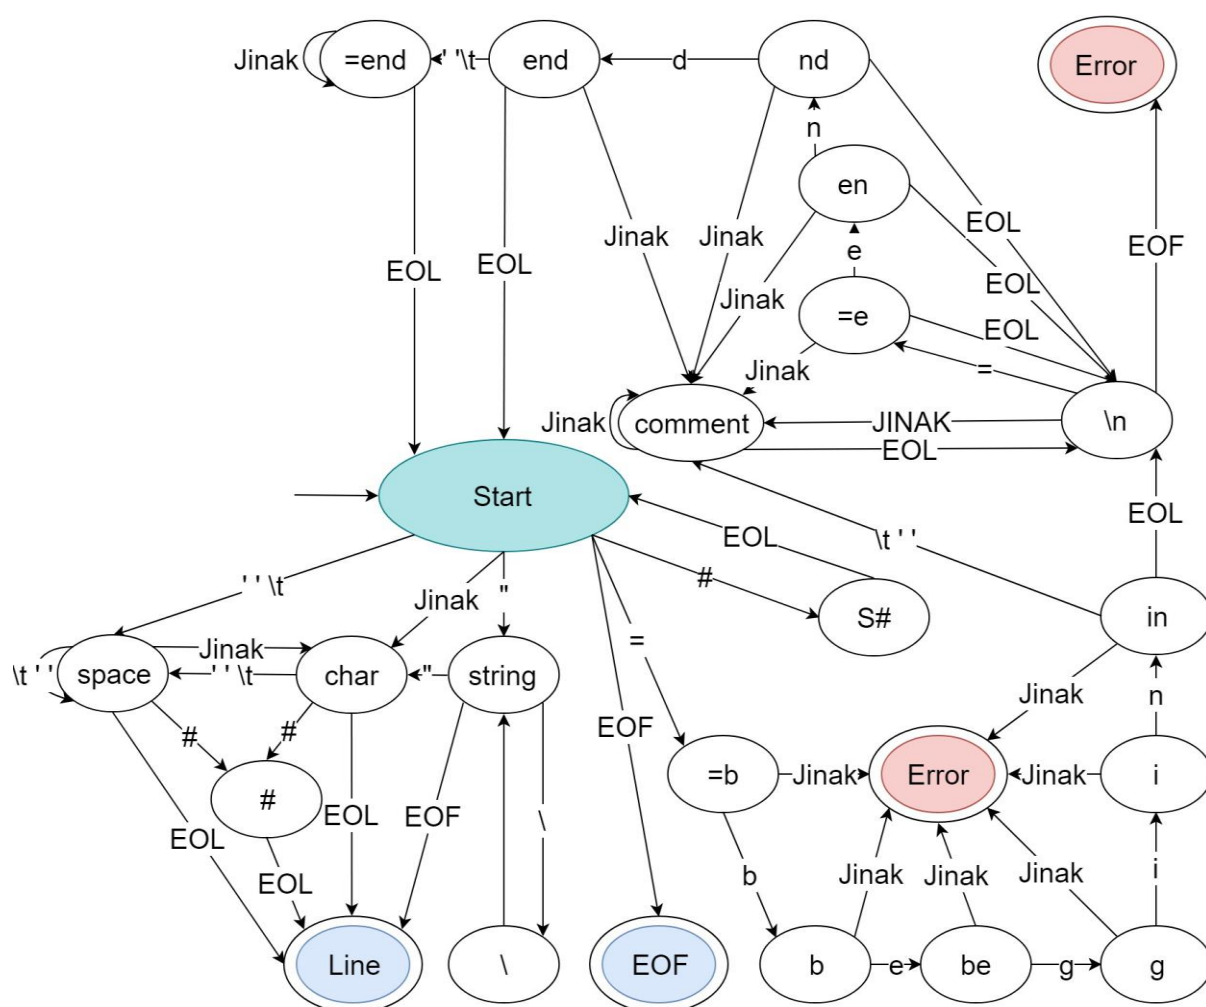 Jinak
=end
' '\t
end
d
nd
Error
n
en
Jinak
Jinak
EOL
EOL
EOL
e
EOF
Jinak
EOL
=e
EOL
=
Jinak
Jinak
comment
JINAK
\n
EOL
Start
EOL
\t ' '
EOL
' ' \t
Jinak
"
#
S#
in
=
\t ' '
space
Jinak
' ' \t
char
"
string
Jinak
n
#
#
EOF
=b
Jinak
Error
Jinak
i
#
EOL
EOL
EOF
\
b
Jinak
Jinak
Jinak
i
EOL
Line
\
EOF
b
e
be
g
g